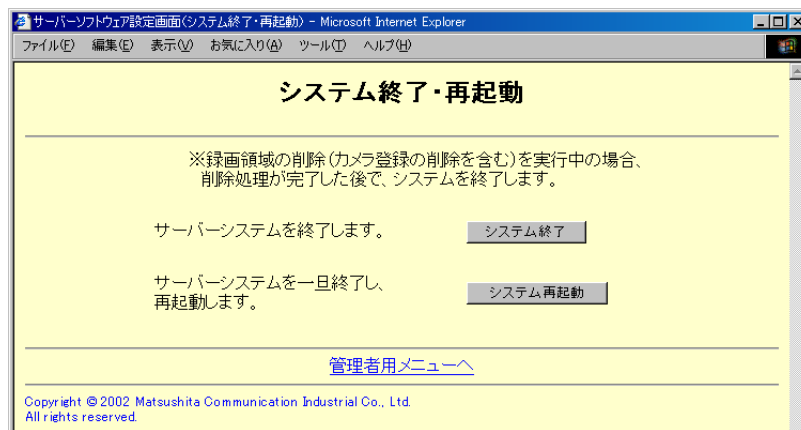 サーバーソフトウェア設定画面(システム終了・再起動) - Microsoft Internet Explorer
ファイル(F) 編集(E) 表示(V) お気に入り(A) ツール(T) ヘルプ(H)
システム終了・再起動
※録画領域の削除(カメラ登録の削除を含む)を実行中の場合、
削除処理が完了した後で、システムを終了します。
サーバーシステムを終了します。 システム終了
サーバーシステムを一旦終了し、
再起動します。 システム再起動
管理者用メニューへ
Copyright © 2002 Matsushita Communication Industrial Co., Ltd.
All rights reserved.